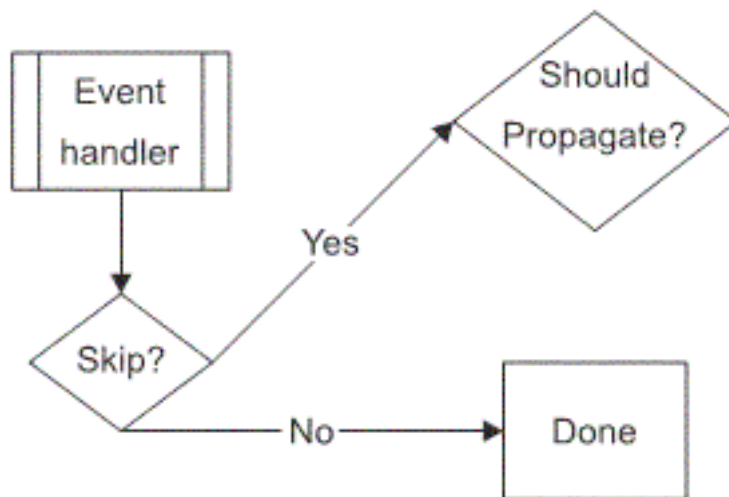 Event
handler
Should
Propagate?
Yes
Skip?
No
Done